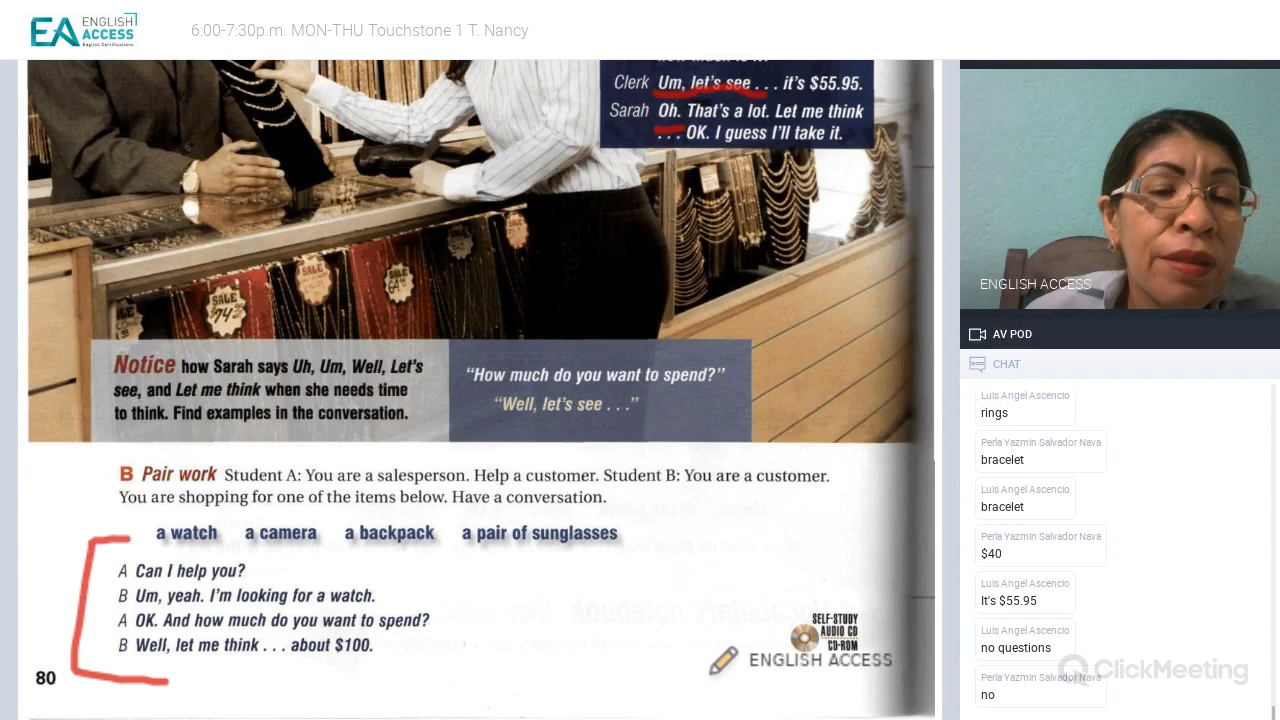 EA ENGLISH ACCESS
English Certifications
6:00-7:30p.m. MON-THU Touchstone 1 T. Nancy
Clerk Um, let's see . . . it's $55.95.
Sarah Oh. That's a lot. Let me think
. . . OK. I guess I'll take it.
SALE
SALE
SALE
SALE
$74
Notice how Sarah says Uh, Um, Well, Let's
see, and Let me think when she needs time
to think. Find examples in the conversation.
"How much do you want to spend?"
"Well, let's see . . ."
B Pair work Student A: You are a salesperson. Help a customer. Student B: You are a customer.
You are shopping for one of the items below. Have a conversation.
a watch a camera a backpack a pair of sunglasses
A Can I help you?
B Um, yeah. I'm looking for a watch.
A OK. And how much do you want to spend?
B Well, let me think . . . about $100.
SELF-STUDY
AUDIO CD
CD-ROM
ENGLISH ACCESS
80
ENGLISH ACCESS
AV POD
CHAT
Luis Angel Ascencio
rings
Perla Yazmin Salvador Nava
bracelet
Luis Angel Ascencio
bracelet
Perla Yazmin Salvador Nava
$40
Luis Angel Ascencio
It's $55.95
Luis Angel Ascencio
no questions
Perla Yazmin Salvador Nava
no
ClickMeeting